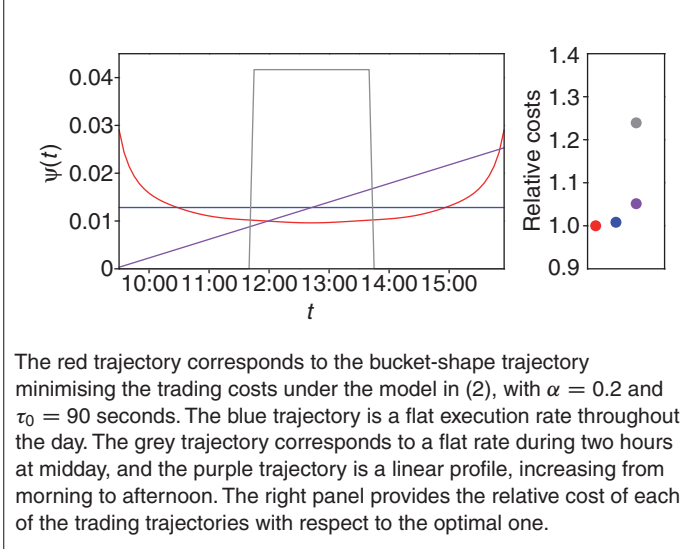 0.04
0.03
0.02
0.01
0
ψ(t)
10:00 11:00 12:00 13:00 14:00 15:00
t
1.4
1.3
1.2
1.1
1.0
0.9
Relative costs
The red trajectory corresponds to the bucket-shape trajectory
minimising the trading costs under the model in (2), with α = 0.2 and
τ₀ = 90 seconds. The blue trajectory is a flat execution rate throughout
the day. The grey trajectory corresponds to a flat rate during two hours
at midday, and the purple trajectory is a linear profile, increasing from
morning to afternoon. The right panel provides the relative cost of each
of the trading trajectories with respect to the optimal one.